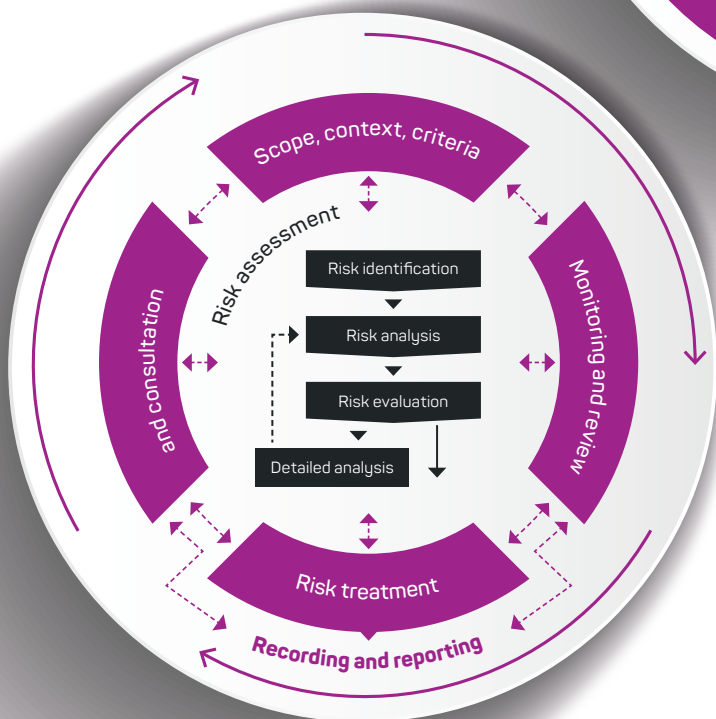 Scope, context, criteria
Risk assessment
Risk identification
Risk analysis
Risk evaluation
Detailed analysis
and consultation
Monitoring and review
Risk treatment
Recording and reporting